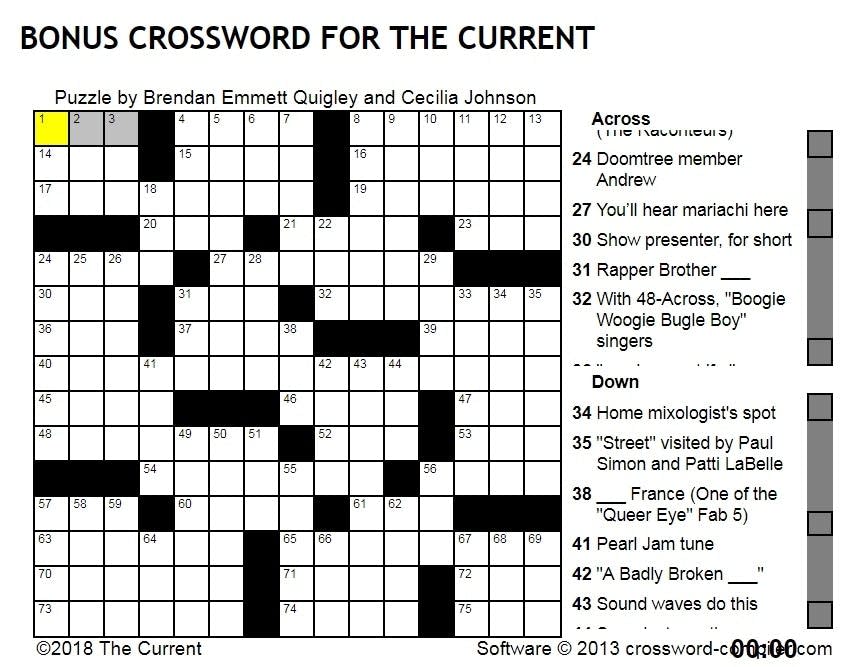 BONUS CROSSWORD FOR THE CURRENT
Puzzle by Brendan Emmett Quigley and Cecilia Johnson
1 2 3 4 5 6 7 8 9 10 11 12 13
14 15 16
17 18 19
20 21 22 23
24 25 26 27 28 29
30 31 32 33 34 35
36 37 38 39
40 41 42 43 44
45 46 47
48 49 50 51 52 53
54 55 56
57 58 59 60 61 62
63 64 65 66 67 68 69
70 71 72
73 74 75
Across
(The Raconteurs)
24 Doomtree member
Andrew
27 You'll hear mariachi here
30 Show presenter, for short
31 Rapper Brother ___
32 With 48-Across, "Boogie
Woogie Bugle Boy"
singers
Down
34 Home mixologist's spot
35 "Street" visited by Paul
Simon and Patti LaBelle
38 ___ France (One of the
"Queer Eye" Fab 5)
41 Pearl Jam tune
42 "A Badly Broken ___"
43 Sound waves do this
©2018 The Current
Software © 2013 crossword-compiler.com
00:00